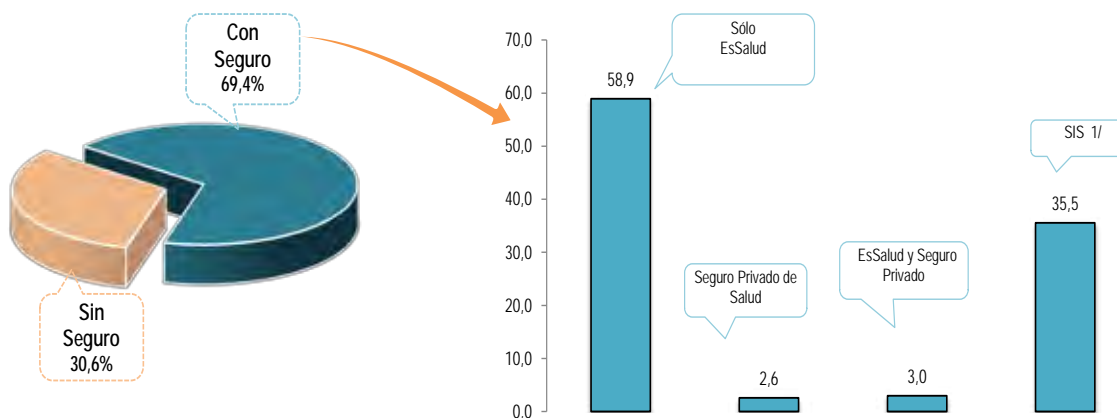 Con
Seguro
69,4%
Sin
Seguro
30,6%
70,0
60,0
50,0
40,0
30,0
20,0
10,0
0,0
58,9
Sólo
EsSalud
2,6
Seguro Privado de
Salud
3,0
EsSalud y Seguro
Privado
35,5
SIS 1/